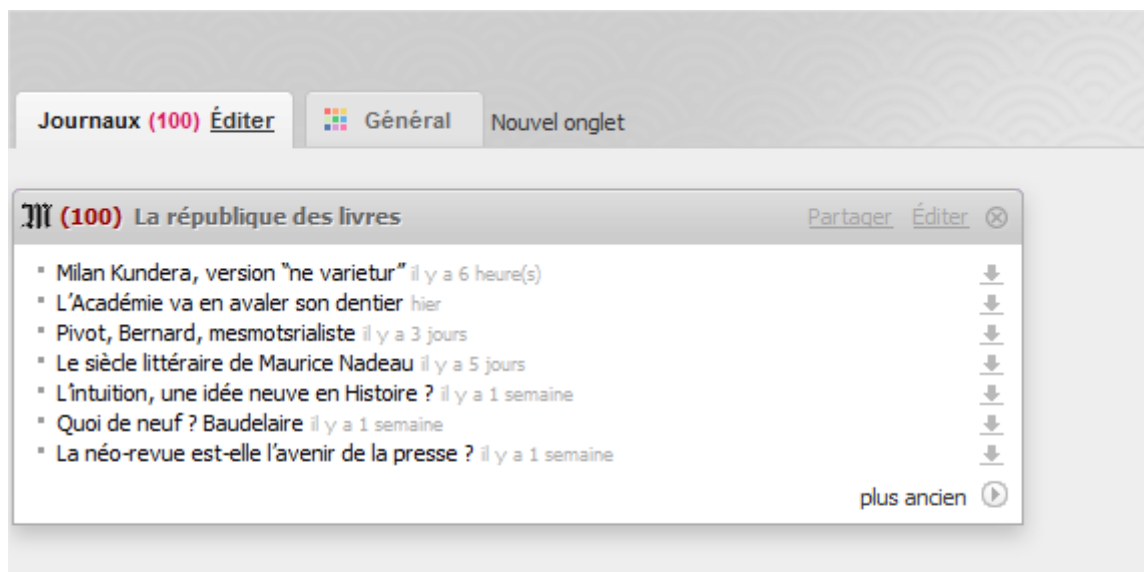 Journaux (100) Éditer Général Nouvel onglet
M (100) La république des livres Partager Éditer
Milan Kundera, version “ne varietur” il y a 6 heure(s)
L’Académie va en avaler son dentier hier
Pivot, Bernard, mesmotsrialiste il y a 3 jours
Le siècle littéraire de Maurice Nadeau il y a 5 jours
L’intuition, une idée neuve en Histoire ? il y a 1 semaine
Quoi de neuf ? Baudelaire il y a 1 semaine
La néo-revue est-elle l’avenir de la presse ? il y a 1 semaine
plus ancien